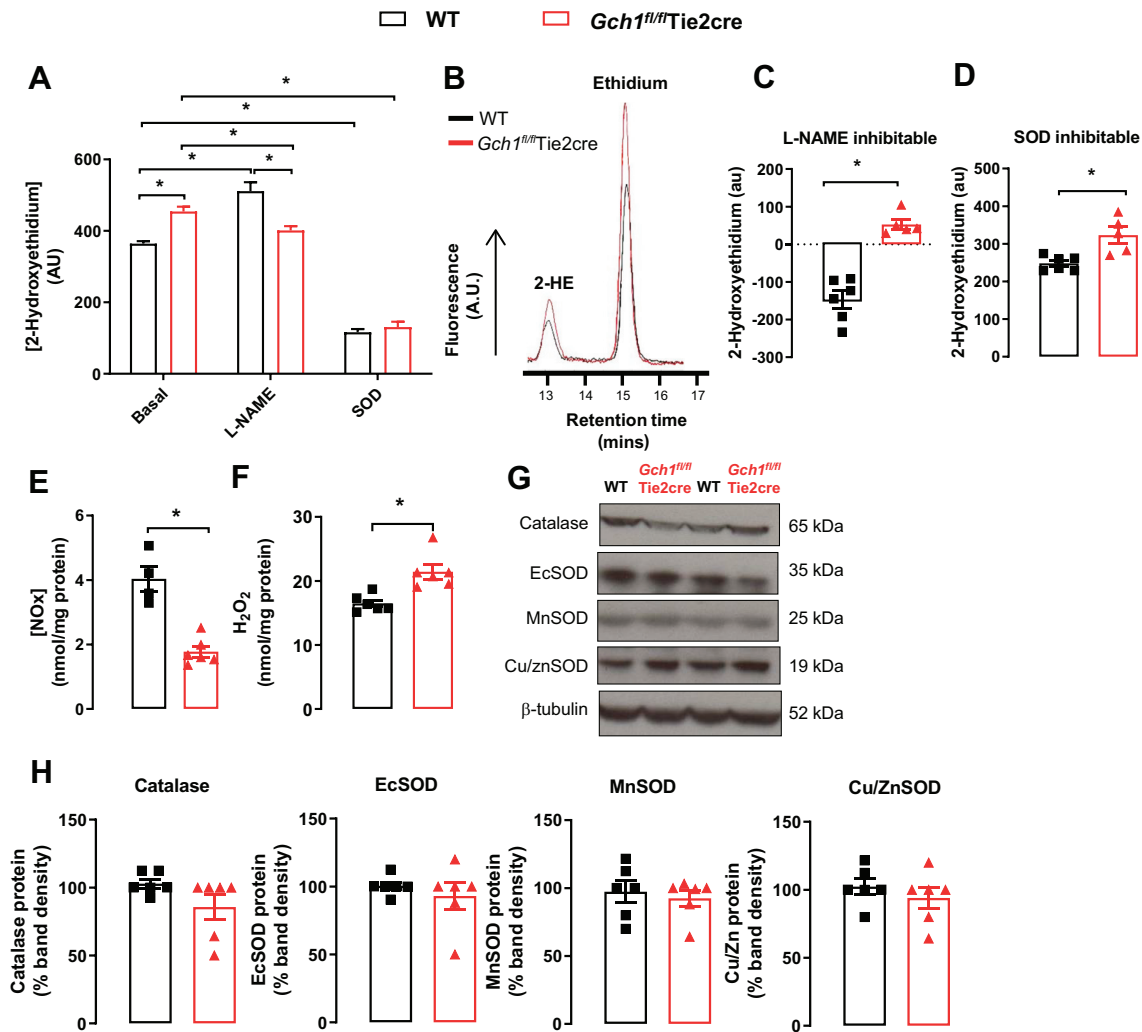 WT
Gch1fl/flTie2cre
A
*
*
*
*
*
*
*
[2-Hydroxyethidium]
(AU)
600
400
200
0
Basal
L-NAME
SOD
B
WT
Gch1fl/flTie2cre
Ethidium
2-HE
Fluorescence
(A.U.)
13 14 15 16 17
Retention time
(mins)
C
L-NAME inhibitable
*
2-Hydroxyethidium (au)
200
100
0
-100
-200
-300
D
SOD inhibitable
*
2-Hydroxyethidium (au)
500
400
300
200
100
0
E
*
[NOx]
(nmol/mg protein)
6
4
2
0
F
*
H2O2
(nmol/mg protein)
30
20
10
0
G
WT Gch1fl/fl Tie2cre WT Gch1fl/fl Tie2cre
Catalase 65 kDa
EcSOD 35 kDa
MnSOD 25 kDa
Cu/znSOD 19 kDa
β-tubulin 52 kDa
H
Catalase
Catalase protein
(% band density)
150
100
50
0
EcSOD
EcSOD protein
(% band density)
150
100
50
0
MnSOD
MnSOD protein
(% band density)
150
100
50
0
Cu/ZnSOD
Cu/Zn protein
(% band density)
150
100
50
0